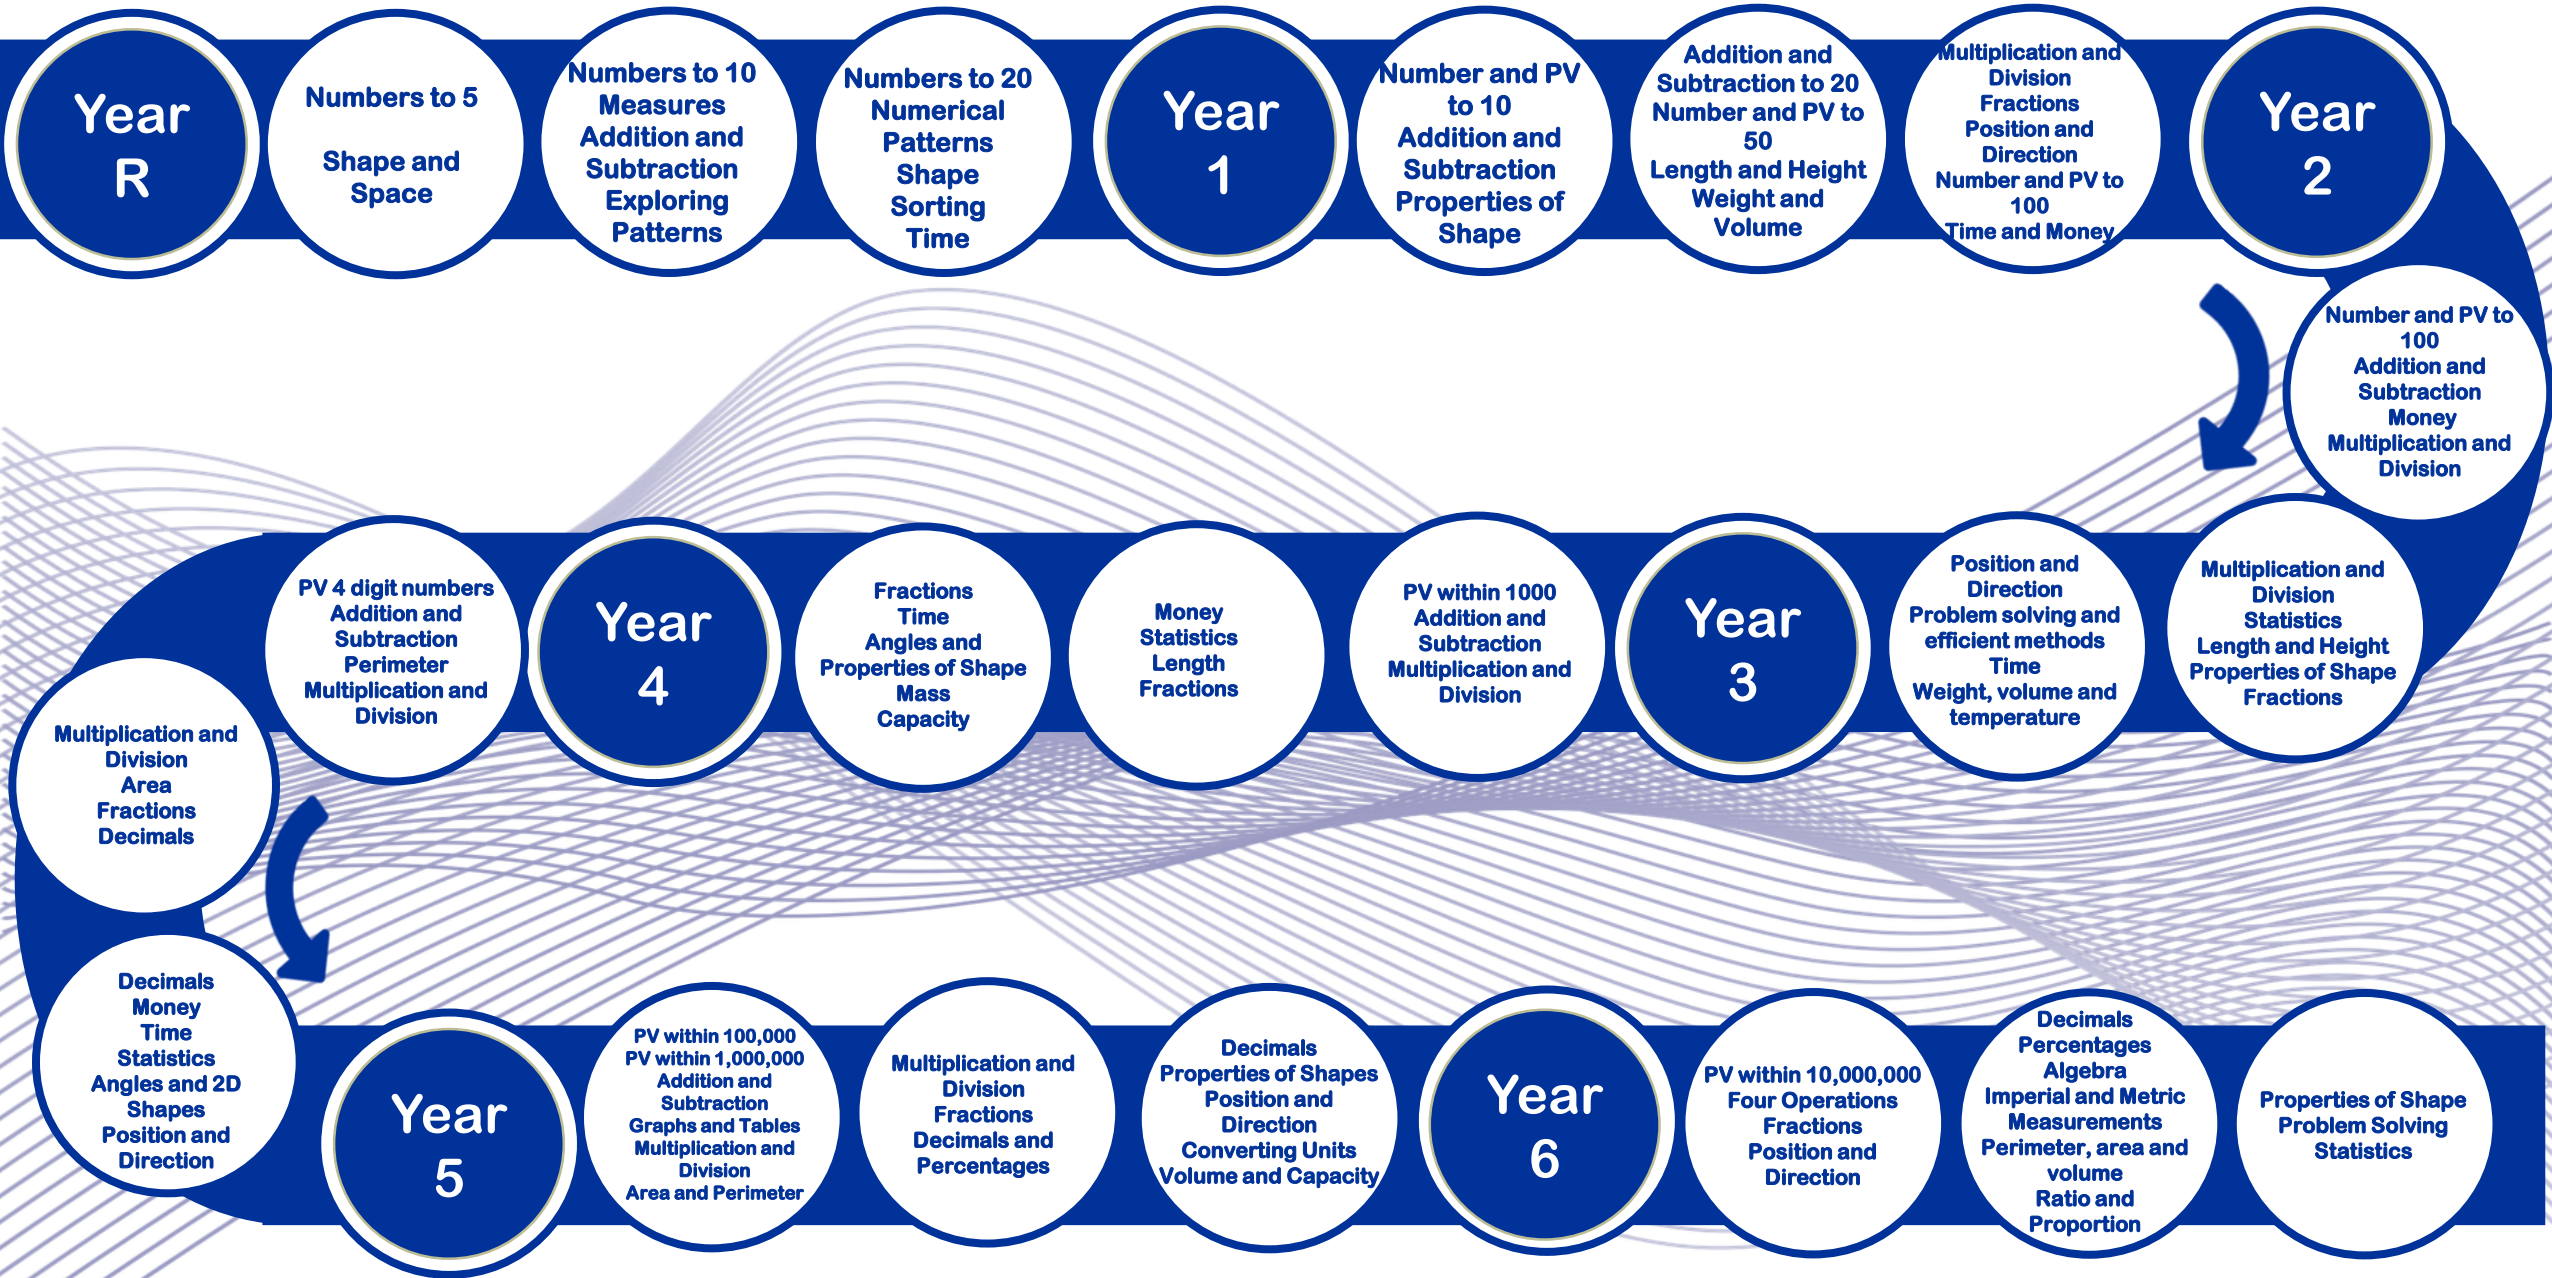 Year
R
Numbers to 5
Shape and
Space
Numbers to 10
Measures
Addition and
Subtraction
Exploring
Patterns
Numbers to 20
Numerical
Patterns
Shape
Sorting
Time
Year
1
Number and PV
to 10
Addition and
Subtraction
Properties of
Shape
Addition and
Subtraction to 20
Number and PV to
50
Length and Height
Weight and
Volume
Multiplication and
Division
Fractions
Position and
Direction
Number and PV to
100
Time and Money
Year
2
Number and PV to
100
Addition and
Subtraction
Money
Multiplication and
Division
Multiplication and
Division
Statistics
Length and Height
Properties of Shape
Fractions
Position and
Direction
Problem solving and
efficient methods
Time
Weight, volume and
temperature
Year
3
PV within 1000
Addition and
Subtraction
Multiplication and
Division
Money
Statistics
Length
Fractions
Fractions
Time
Angles and
Properties of Shape
Mass
Capacity
Year
4
PV 4 digit numbers
Addition and
Subtraction
Perimeter
Multiplication and
Division
Multiplication and
Division
Area
Fractions
Decimals
Decimals
Money
Time
Statistics
Angles and 2D
Shapes
Position and
Direction
Year
5
PV within 100,000
PV within 1,000,000
Addition and
Subtraction
Graphs and Tables
Multiplication and
Division
Area and Perimeter
Multiplication and
Division
Fractions
Decimals and
Percentages
Decimals
Properties of Shapes
Position and
Direction
Converting Units
Volume and Capacity
Year
6
PV within 10,000,000
Four Operations
Fractions
Position and
Direction
Decimals
Percentages
Algebra
Imperial and Metric
Measurements
Perimeter, area and
volume
Ratio and
Proportion
Properties of Shape
Problem Solving
Statistics